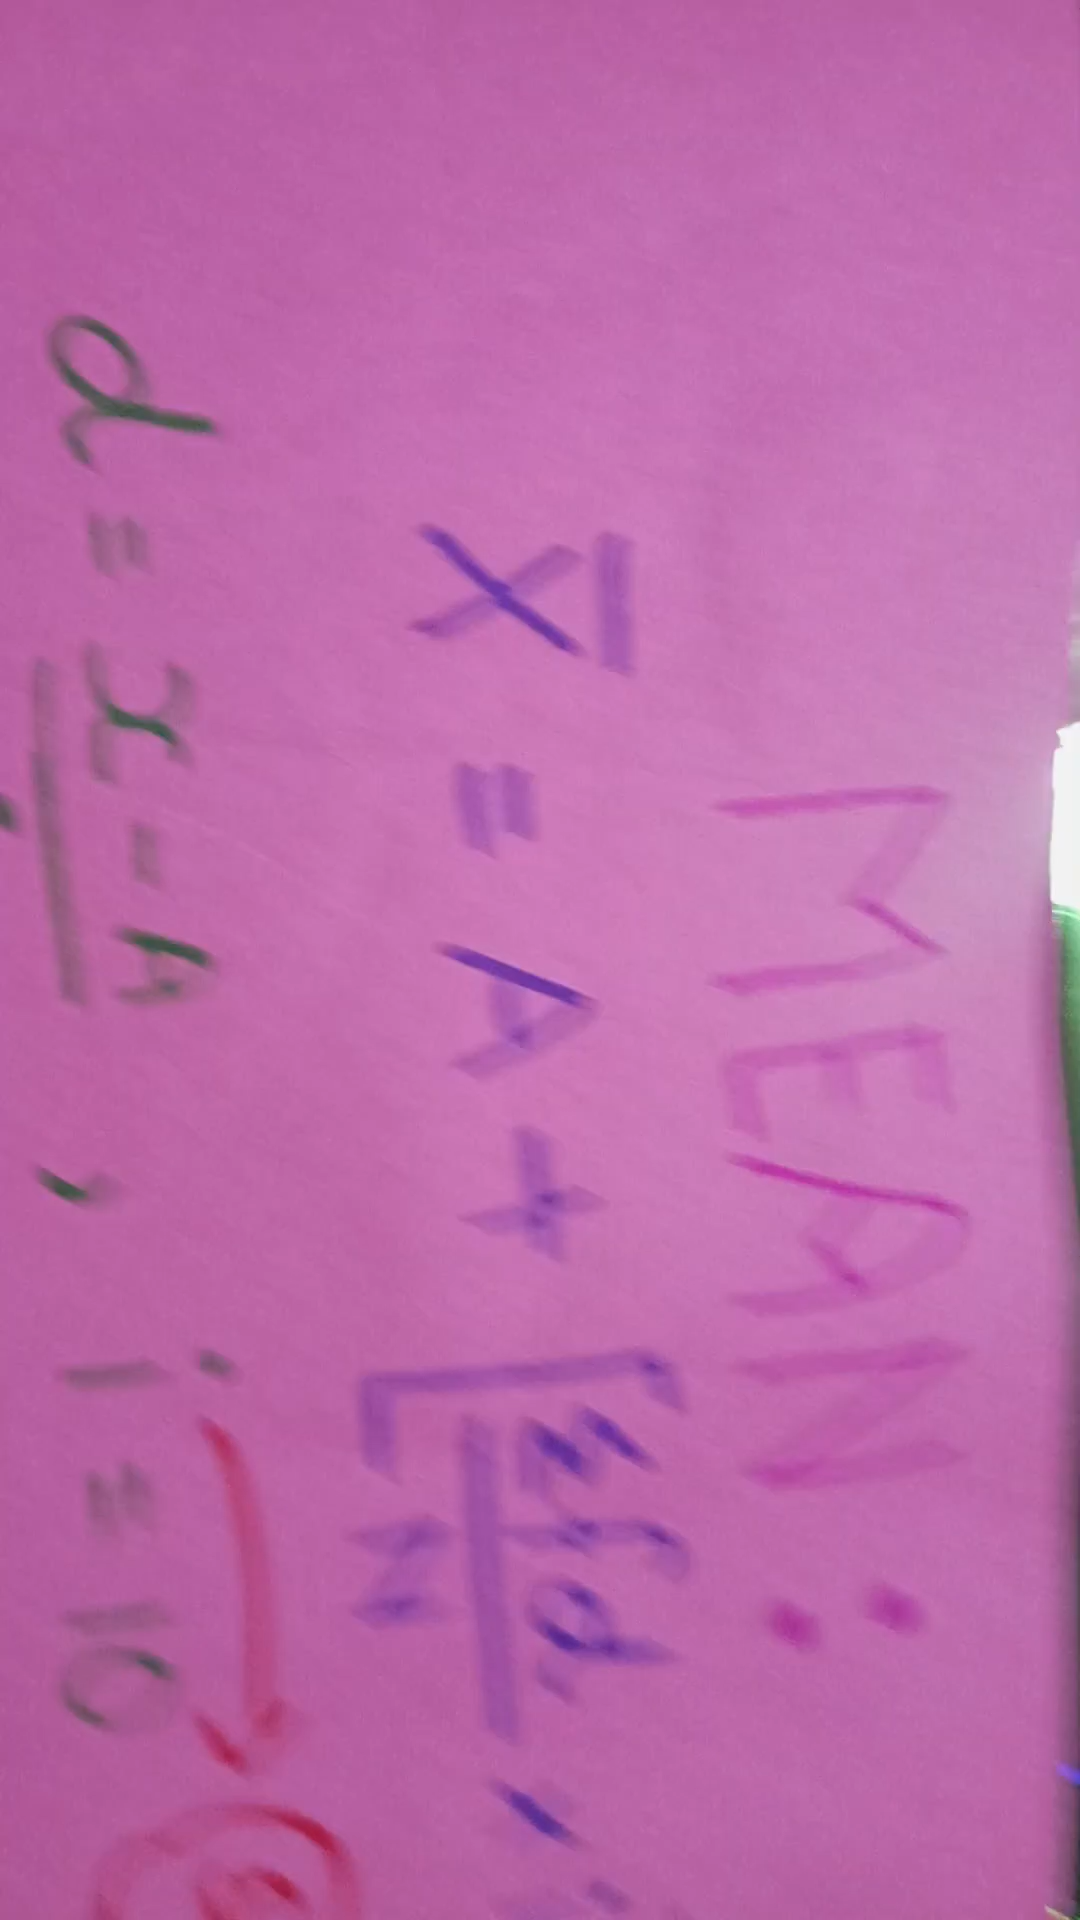 MEAN :
X̄ = A + [Σfd / N
d = x - A / i , i = 10